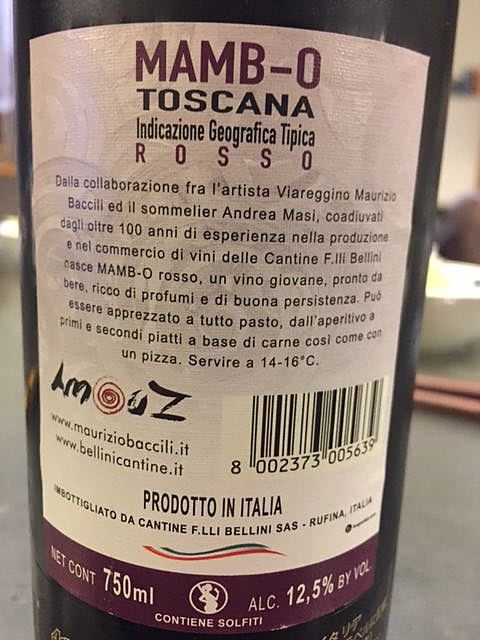 MAMB-O
TOSCANA
Indicazione Geografica Tipica
ROSSO
Dalla collaborazione fra l'artista Viareggino Maurizio
Baccili ed il sommelier Andrea Masi, coadiuvati
dagli oltre 100 anni di esperienza nella produzione
e nel commercio di vini delle Cantine F.lli Bellini
nasce MAMB-O rosso, un vino giovane, pronto da
bere, ricco di profumi e di buona persistenza. Può
essere apprezzato a tutto pasto, dall'aperitivo a
primi e secondi piatti a base di carne così come con
un pizza. Servire a 14-16°C.
www.mauriziobaccili.it
www.bellinicantine.it
8 002373 005639
PRODOTTO IN ITALIA
IMBOTTIGLIATO DA CANTINE F.LLI BELLINI SAS - RUFINA, ITALIA
NET CONT 750ml
ALC. 12,5% BY VOL.
CONTIENE SOLFITI